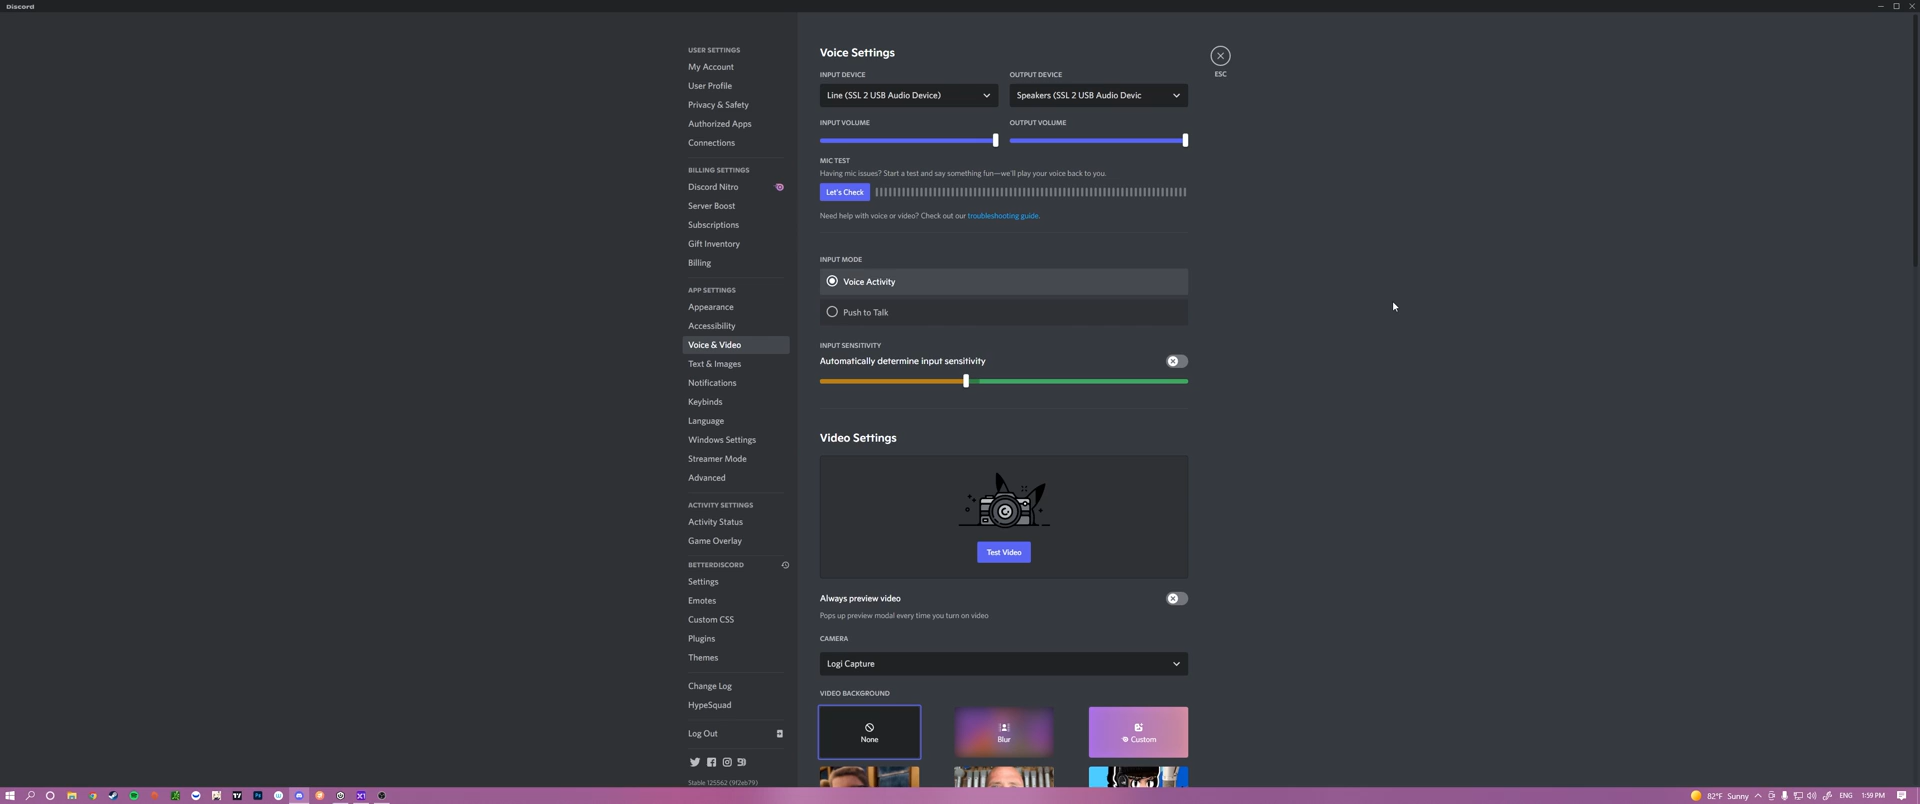 Discord
USER SETTINGS
My Account
User Profile
Privacy & Safety
Authorized Apps
Connections
BILLING SETTINGS
Discord Nitro
Server Boost
Subscriptions
Gift Inventory
Billing
APP SETTINGS
Appearance
Accessibility
Voice & Video
Text & Images
Notifications
Keybinds
Language
Windows Settings
Streamer Mode
Advanced
ACTIVITY SETTINGS
Activity Status
Game Overlay
BETTERDISCORD
Settings
Emotes
Custom CSS
Plugins
Themes
Change Log
HypeSquad
Log Out
Stable 125562 (9f2eb79)
Voice Settings
ESC
INPUT DEVICE OUTPUT DEVICE
Line (SSL 2 USB Audio Device) Speakers (SSL 2 USB Audio Devic
INPUT VOLUME OUTPUT VOLUME
MIC TEST
Having mic issues? Start a test and say something fun—we'll play your voice back to you.
Let's Check
Need help with voice or video? Check out our troubleshooting guide.
INPUT MODE
Voice Activity
Push to Talk
INPUT SENSITIVITY
Automatically determine input sensitivity
Video Settings
Test Video
Always preview video
Pops up preview modal every time you turn on video
CAMERA
Logi Capture
VIDEO BACKGROUND
None Blur Custom
82°F Sunny ENG 1:59 PM